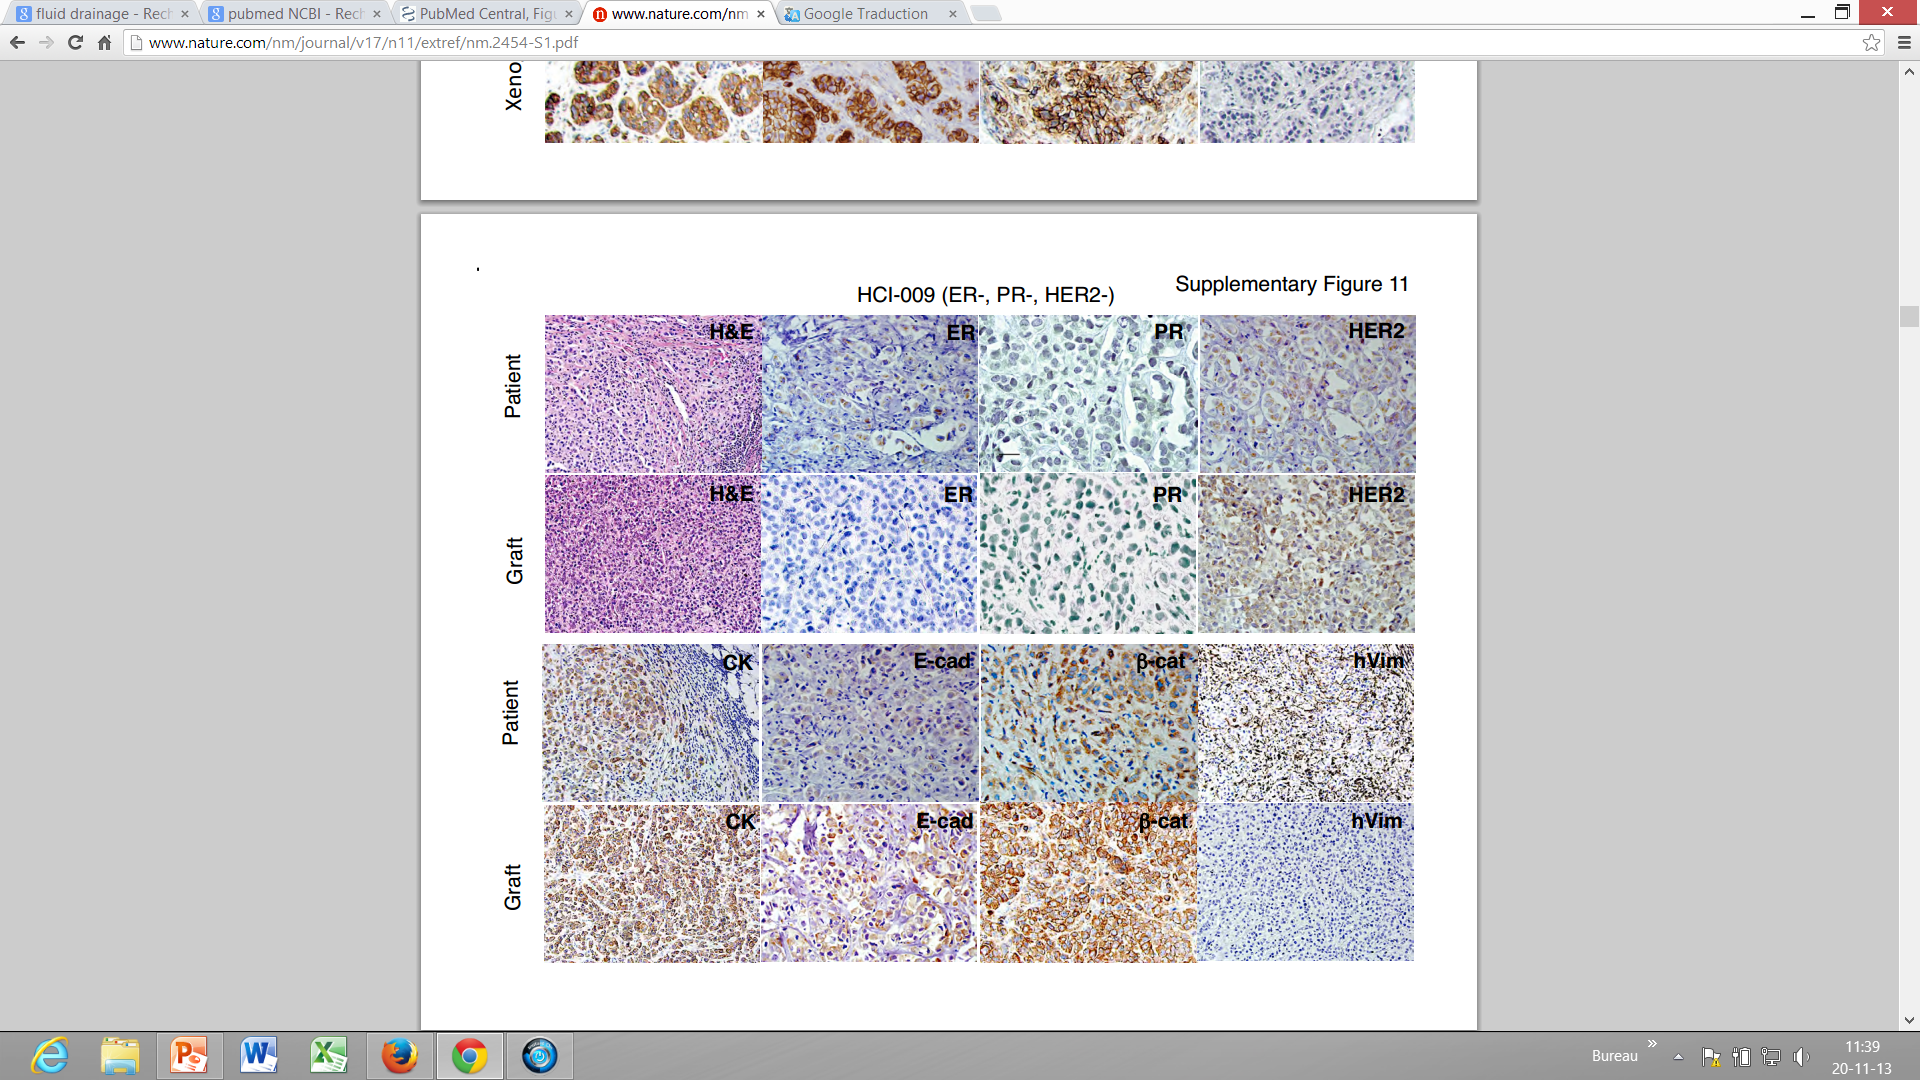 fluid drainage - Rech
pubmed NCBI - Rech
PubMed Central, Figu
www.nature.com/nm
Google Traduction
www.nature.com/nm/journal/v17/n11/extref/nm.2454-S1.pdf
Xeno
Supplementary Figure 11
HCI-009 (ER-, PR-, HER2-)
Patient
H&E
ER
PR
HER2
Graft
H&E
ER
PR
HER2
Patient
CK
E-cad
β-cat
hVim
Graft
CK
E-cad
β-cat
hVim
Bureau
11:39
20-11-13